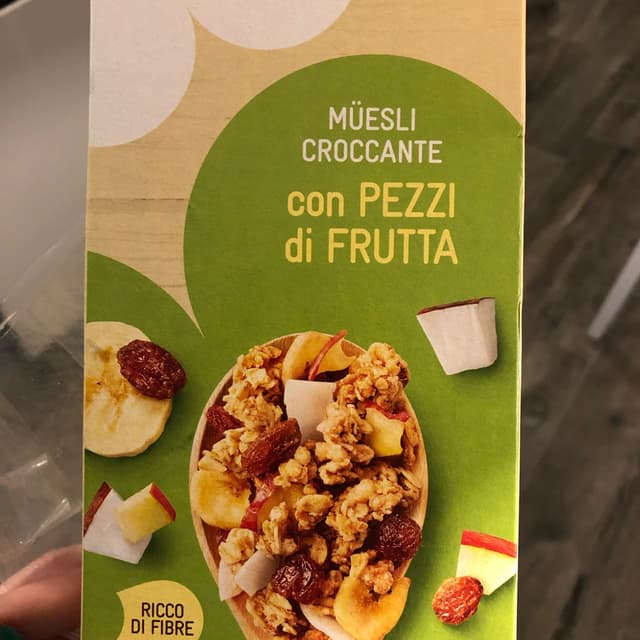 MÜESLI
CROCCANTE
con PEZZI
di FRUTTA
RICCO
DI FIBRE